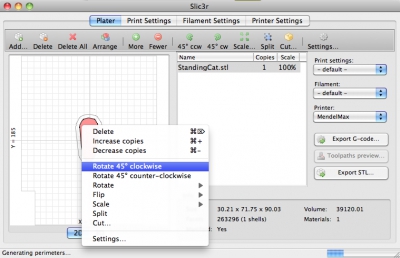 Slic3r
Plater Print Settings Filament Settings Printer Settings
Add... Delete Delete All Arrange More Fewer 45° ccw 45° cw Scale... Split Cut... Settings...
Name Copies Scale
StandingCat.stl 1 100%
Print settings:
- default -
Filament:
- default -
Printer:
MendelMax
Export G-code...
Toolpaths preview...
Export STL...
Y = 185
Delete ⌘⌦
Increase copies ⌘+
Decrease copies ⌘-
Rotate 45° clockwise
Rotate 45° counter-clockwise
Rotate
Flip
Scale
Split
Cut...
Settings...
X
2D
30.21 x 71.75 x 90.03 Volume: 39120.01
263296 (1 shells) Materials: 1
Yes
Generating perimeters...